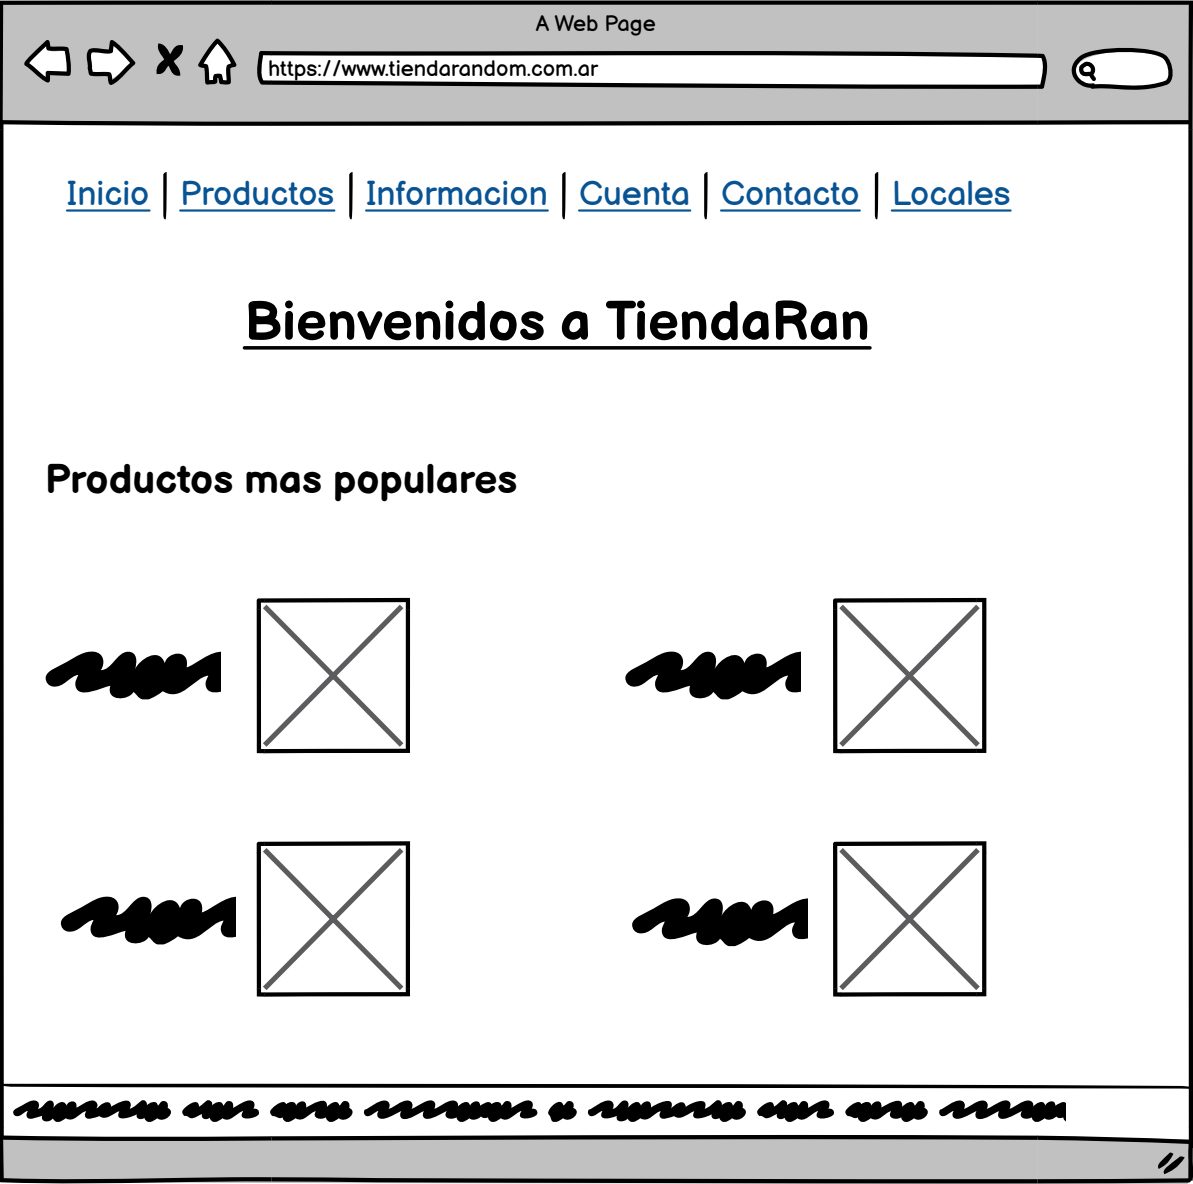 A Web Page
https://www.tiendarandom.com.ar
Inicio | Productos | Informacion | Cuenta | Contacto | Locales
Bienvenidos a TiendaRan
Productos mas populares